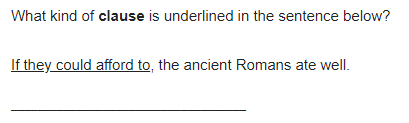 What kind of clause is underlined in the sentence below?
If they could afford to, the ancient Romans ate well.